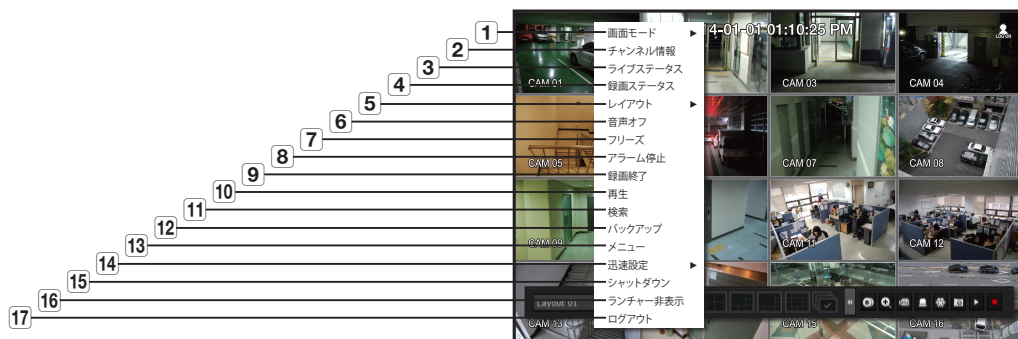 1 画面モード ▶
2 チャンネル情報
3 ライブステータス
4 録画ステータス
5 レイアウト ▶
6 音声オフ
7 フリーズ
8 アラーム停止
9 録画終了
10 再生
11 検索
12 バックアップ
13 メニュー
14 迅速設定 ▶
15 シャットダウン
16 ランチャー非表示
17 ログアウト
4-01-01 01:10:25 PM
LOG ON
CAM 01
CAM 03
CAM 04
CAM 05
CAM 07
CAM 08
CAM 09
CAM 11
CAM 12
Layout 01
CAM 13
CAM 15
CAM 16